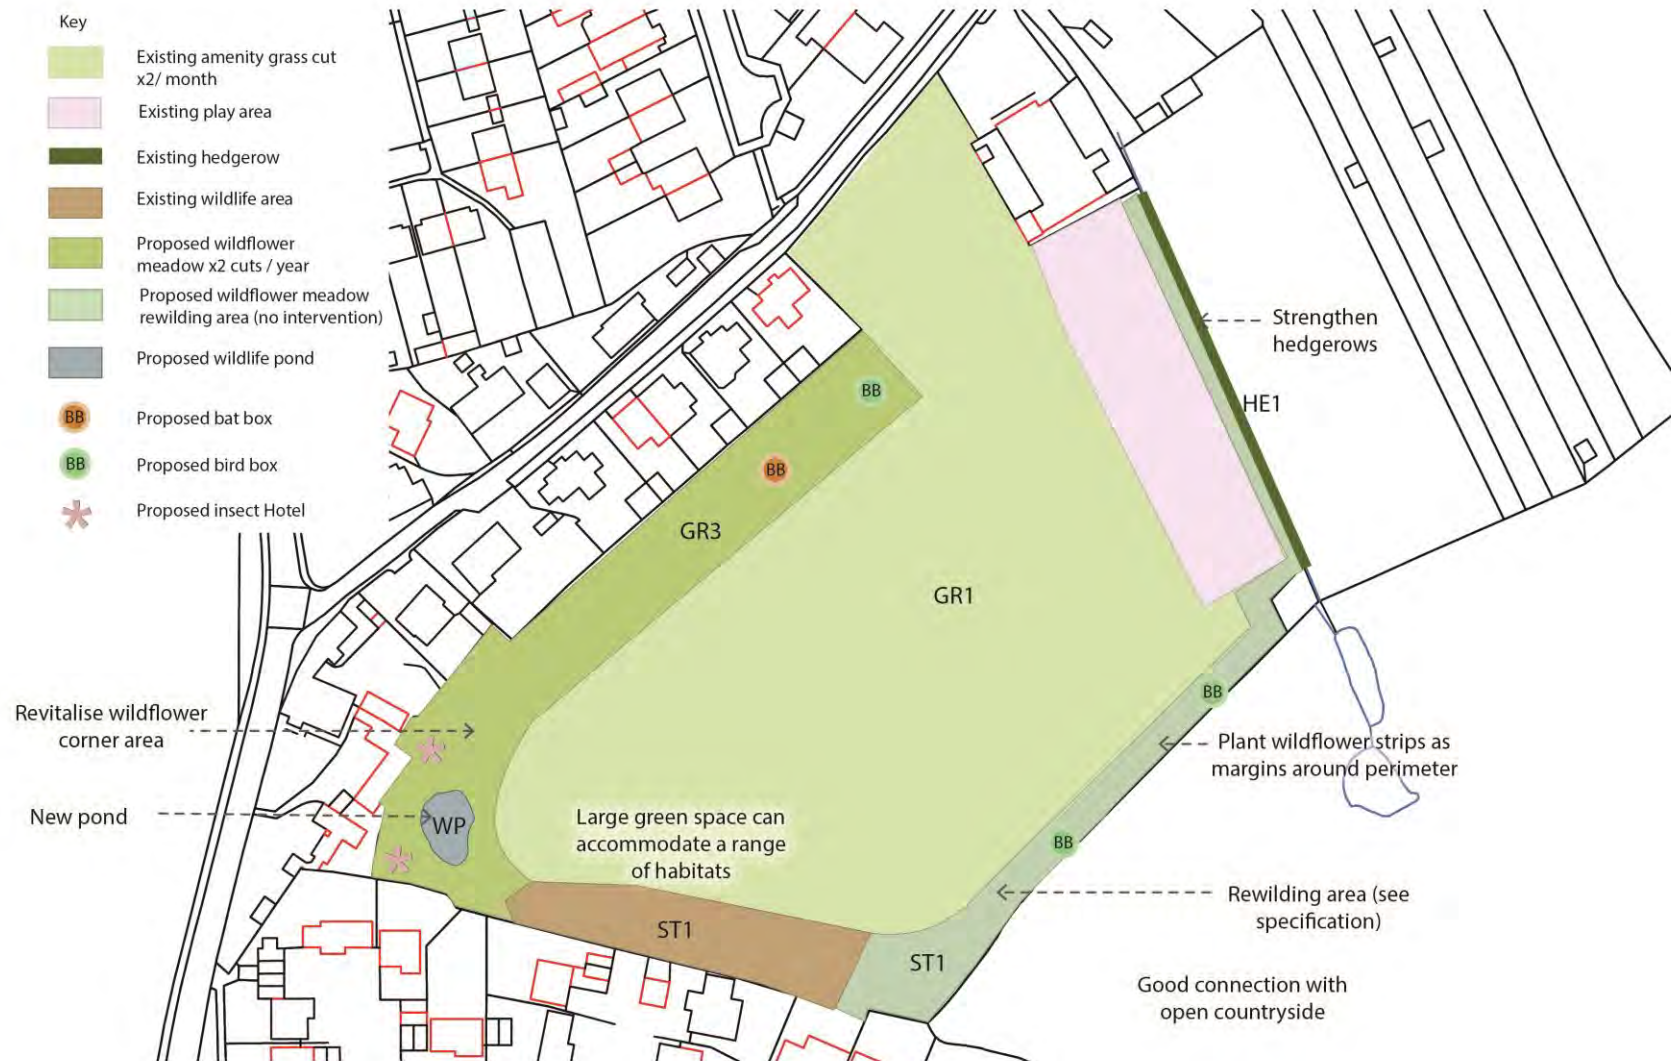 Key
Existing amenity grass cut
x2/ month
Existing play area
Existing hedgerow
Existing wildlife area
Proposed wildflower
meadow x2 cuts / year
Proposed wildflower meadow
rewilding area (no intervention)
Proposed wildlife pond
BB
Proposed bat box
BB
Proposed bird box
Proposed insect Hotel
Strengthen
hedgerows
BB
HE1
BB
GR3
GR1
Revitalise wildflower
corner area
BB
Plant wildflower strips as
margins around perimeter
New pond
WP
Large green space can
accommodate a range
of habitats
BB
Rewilding area (see
specification)
ST1
ST1
Good connection with
open countryside